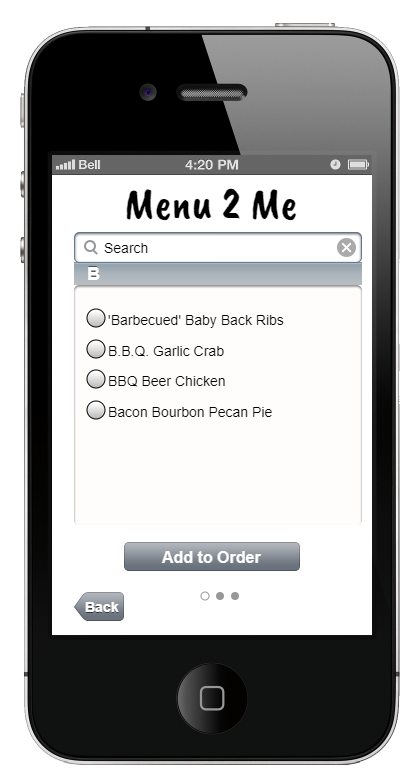 Bell 4:20 PM
Menu 2 Me
Search
B
'Barbecued' Baby Back Ribs
B.B.Q. Garlic Crab
BBQ Beer Chicken
Bacon Bourbon Pecan Pie
Add to Order
Back